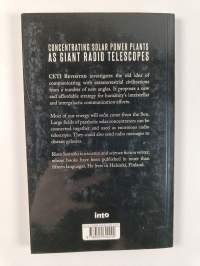 CONCENTRATING SOLAR POWER PLANTS
AS GIANT RADIO TELESCOPES
CETI Revisited investigates the old idea of
communicating with extraterrestrial civilizations
from a number of new angles. It proposes a new
and affordable strategy for humanity's interstellar
and intergalactic communication efforts.
Most of our energy will soon come from the Sun.
Large fields of parabolic solar concentrators can be
connected together and used as enormous radio
telescopes. They could also send radio messages to
distant galaxies.
Risto Isomäki is a scientist and science fiction writer,
whose books have been published in more than
fifteen languages. He lives in Helsinki, Finland.
into